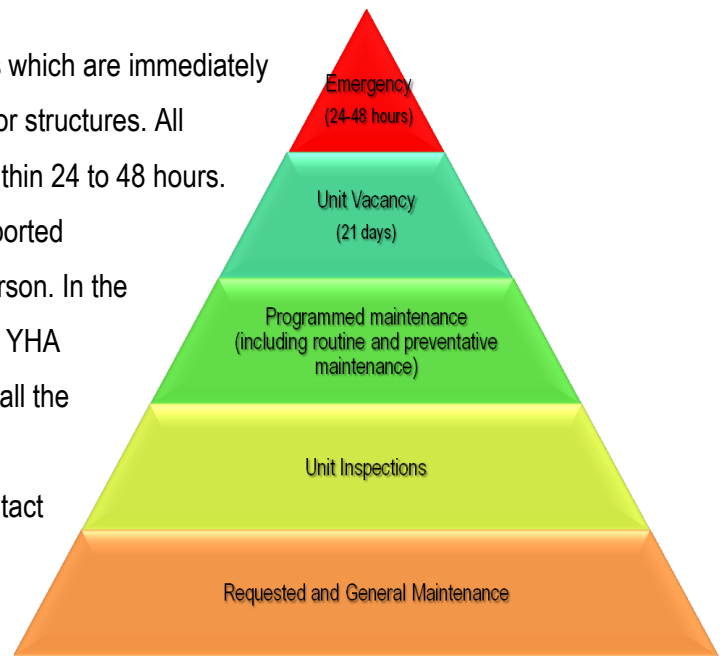 s which are immediately
or structures. All
thin 24 to 48 hours.
ported
rson. In the
YHA
all the
tact
Emergency
(24-48 hours)
Unit Vacancy
(21 days)
Programmed maintenance
(including routine and preventative
maintenance)
Unit Inspections
Requested and General Maintenance